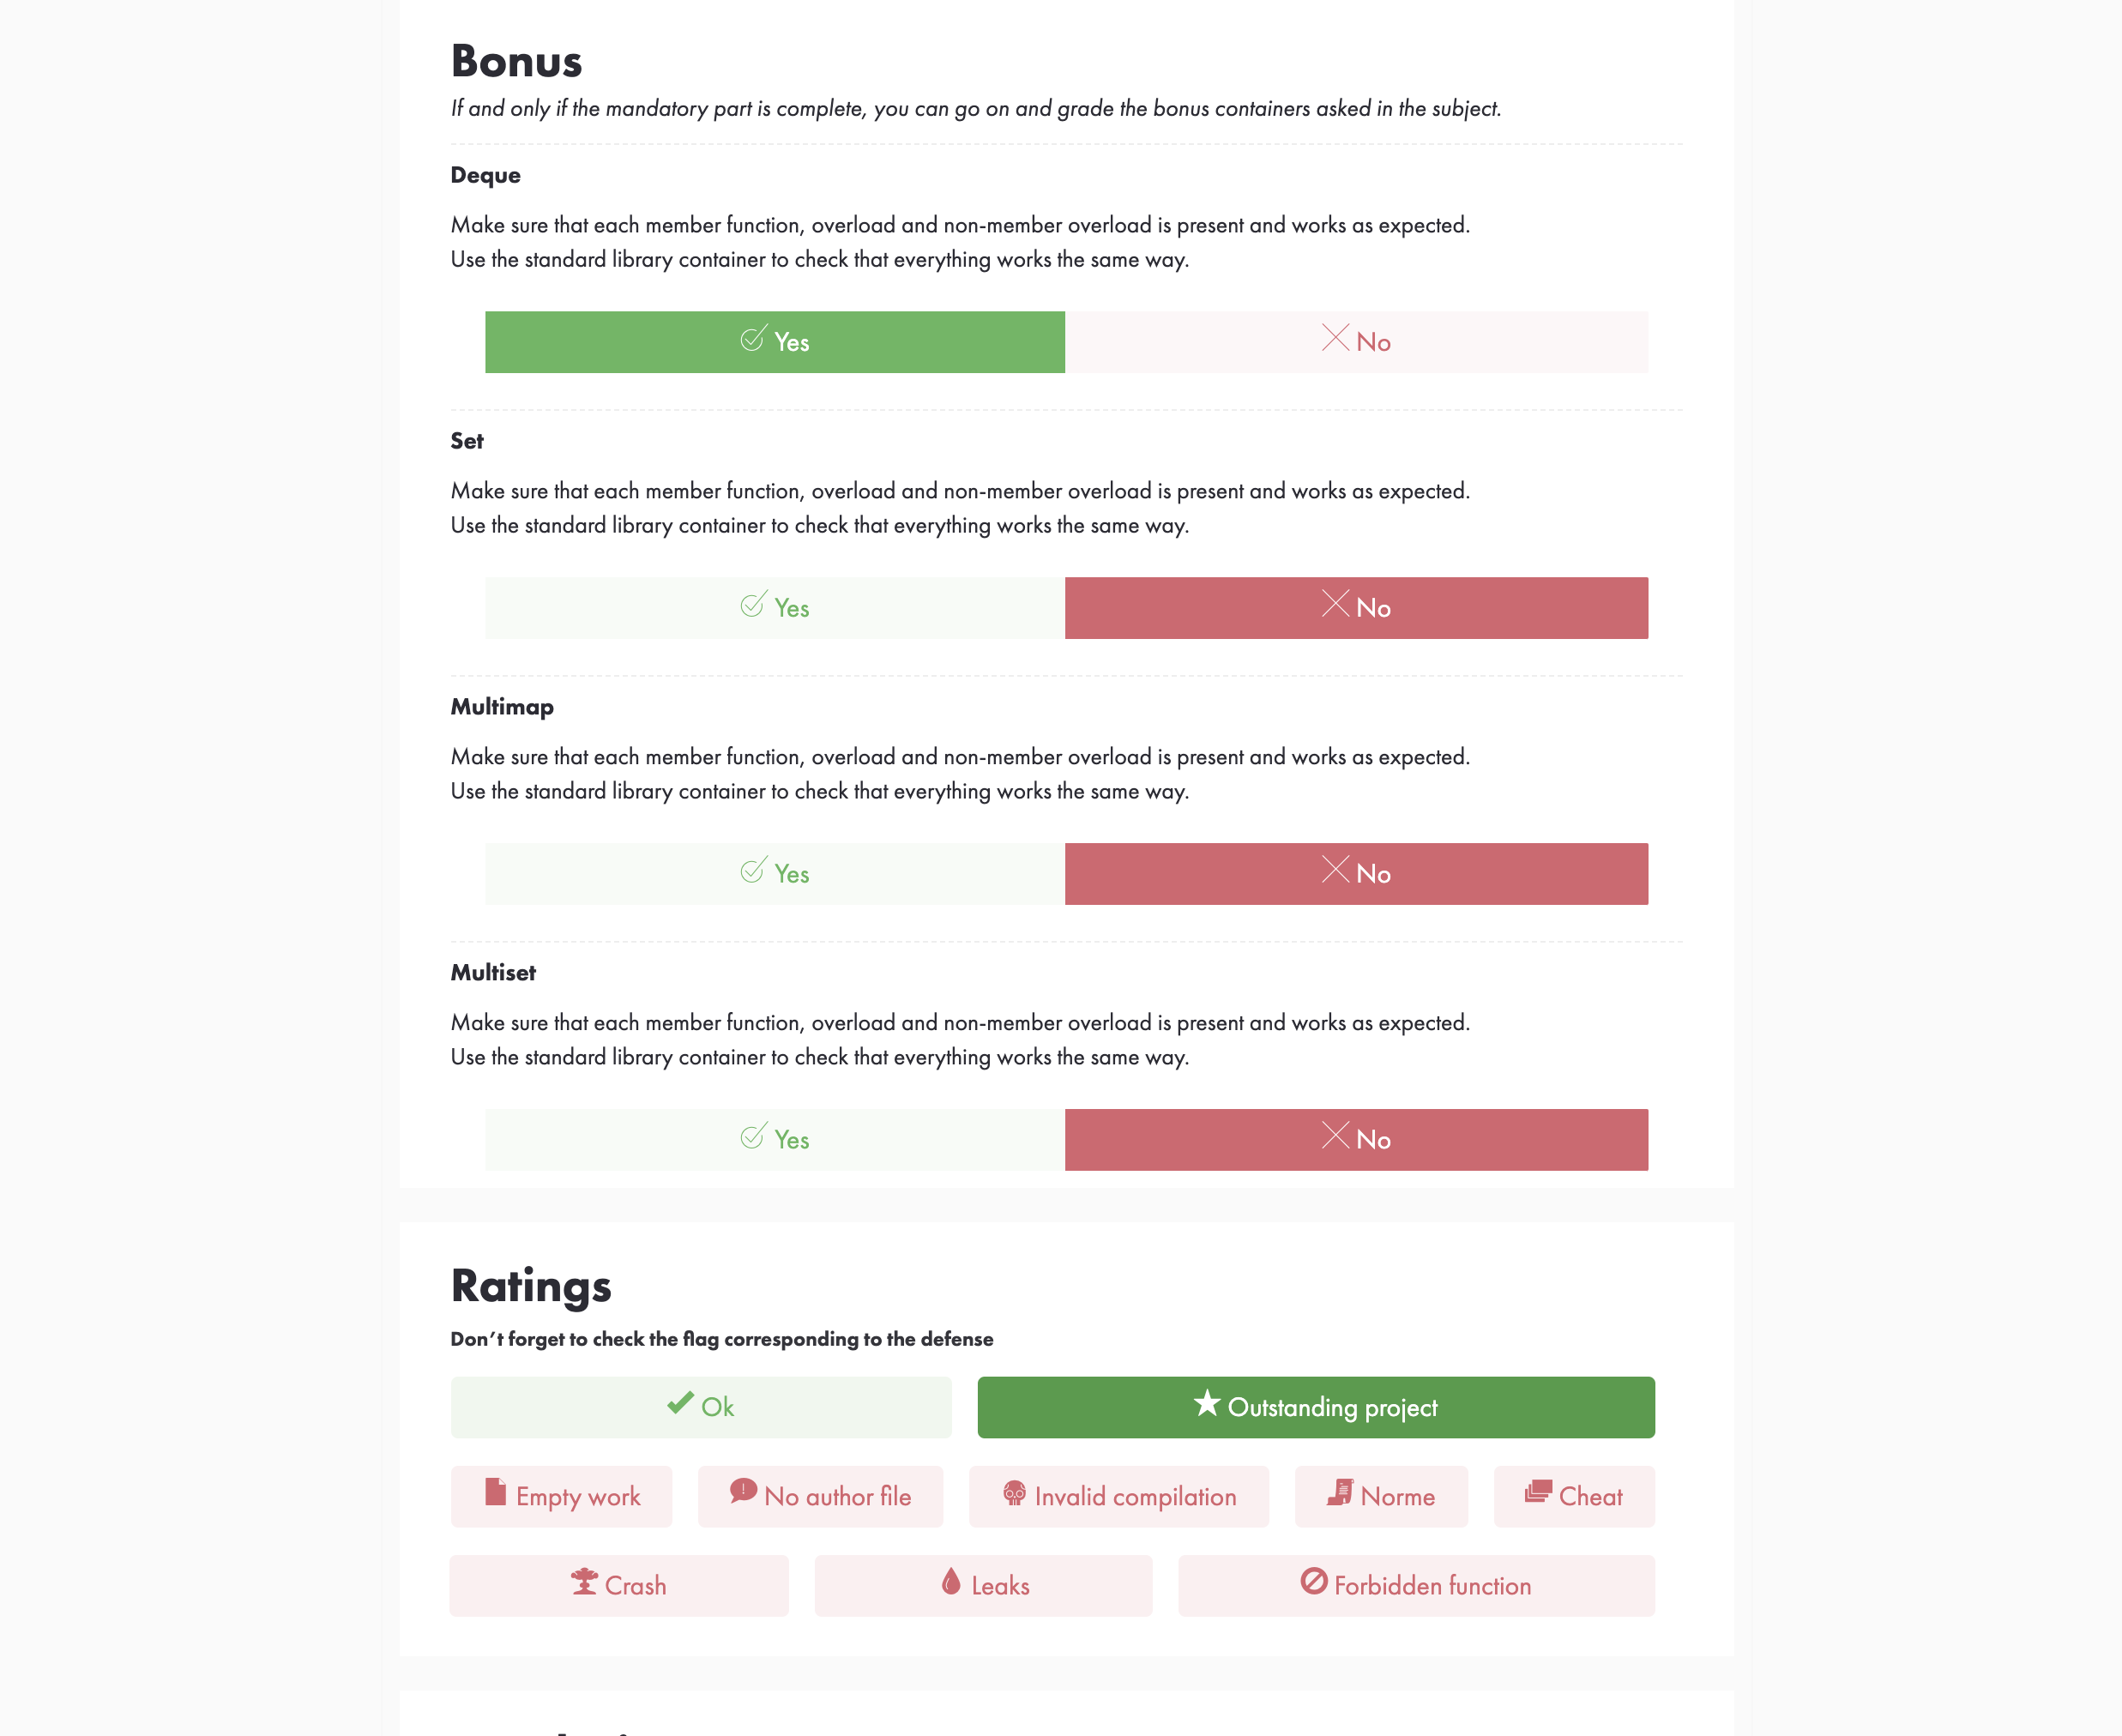 Bonus
If and only if the mandatory part is complete, you can go on and grade the bonus containers asked in the subject.
Deque
Make sure that each member function, overload and non-member overload is present and works as expected.
Use the standard library container to check that everything works the same way.
Yes No
Set
Make sure that each member function, overload and non-member overload is present and works as expected.
Use the standard library container to check that everything works the same way.
Yes No
Multimap
Make sure that each member function, overload and non-member overload is present and works as expected.
Use the standard library container to check that everything works the same way.
Yes No
Multiset
Make sure that each member function, overload and non-member overload is present and works as expected.
Use the standard library container to check that everything works the same way.
Yes No
Ratings
Don’t forget to check the flag corresponding to the defense
Ok Outstanding project
Empty work No author file Invalid compilation Norme Cheat
Crash Leaks Forbidden function